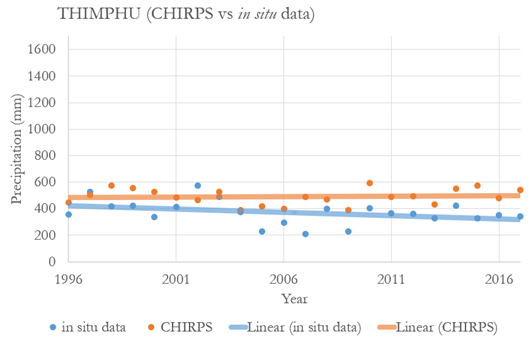 THIMPHU (CHIRPS vs in situ data)
Precipitation (mm)
1600
1400
1200
1000
800
600
400
200
0
1996 2001 2006 2011 2016
Year
in situ data CHIRPS Linear (in situ data) Linear (CHIRPS)